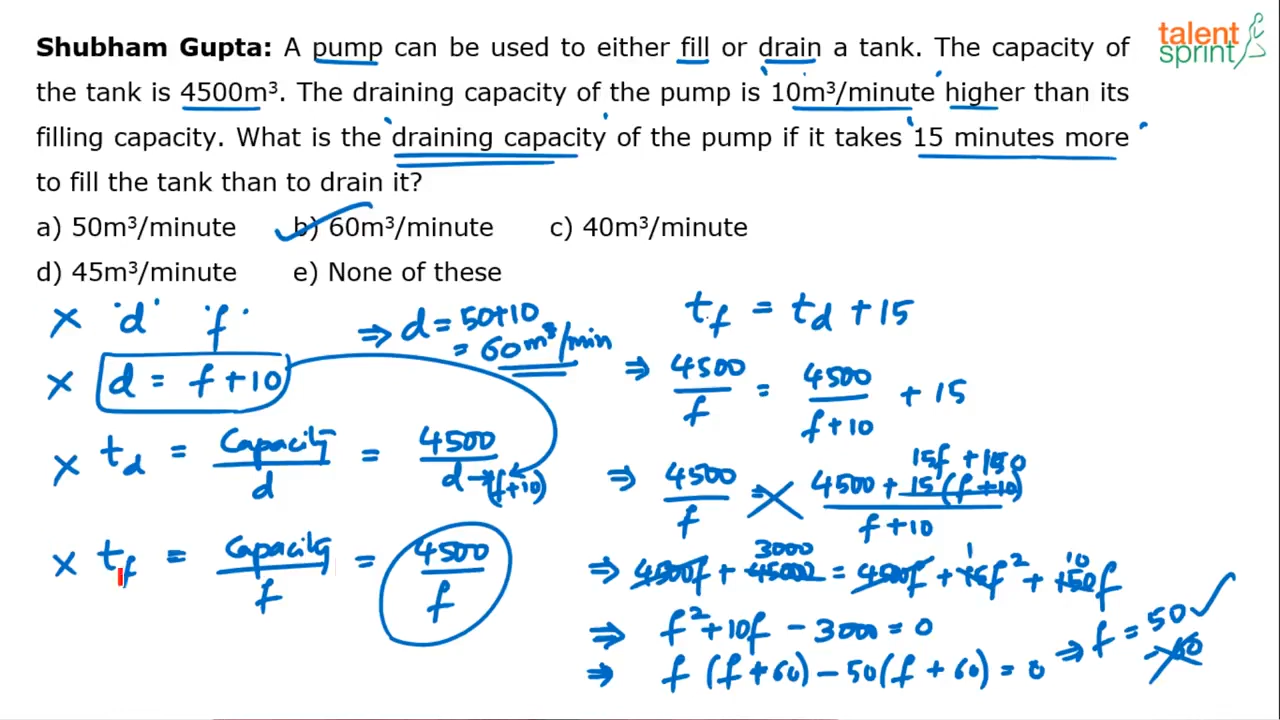 talent
sprint
Shubham Gupta: A pump can be used to either fill or drain a tank. The capacity of
the tank is 4500m³. The draining capacity of the pump is 10m³/minute higher than its
filling capacity. What is the draining capacity of the pump if it takes 15 minutes more
to fill the tank than to drain it?
a) 50m³/minute b) 60m³/minute c) 40m³/minute
d) 45m³/minute e) None of these
× 'd' 'f'
⇒ d = 50+10
= 60m³/min
× d = f+10
× t_d = Capacity/d = 4500/d → (f+10)
× t_f = Capacity/f = 4500/f
t_f = t_d + 15
⇒ 4500/f = 4500/(f+10) + 15
15f + 150
⇒ 4500/f = (4500 + 15(f+10))/(f+10)
3000 1 10
⇒ 4500f + 45000 = 4500f + 15f² + 150f
⇒ f² + 10f - 3000 = 0
⇒ f(f+60) - 50(f+60) = 0 ⇒ f = 50 ✓
-60